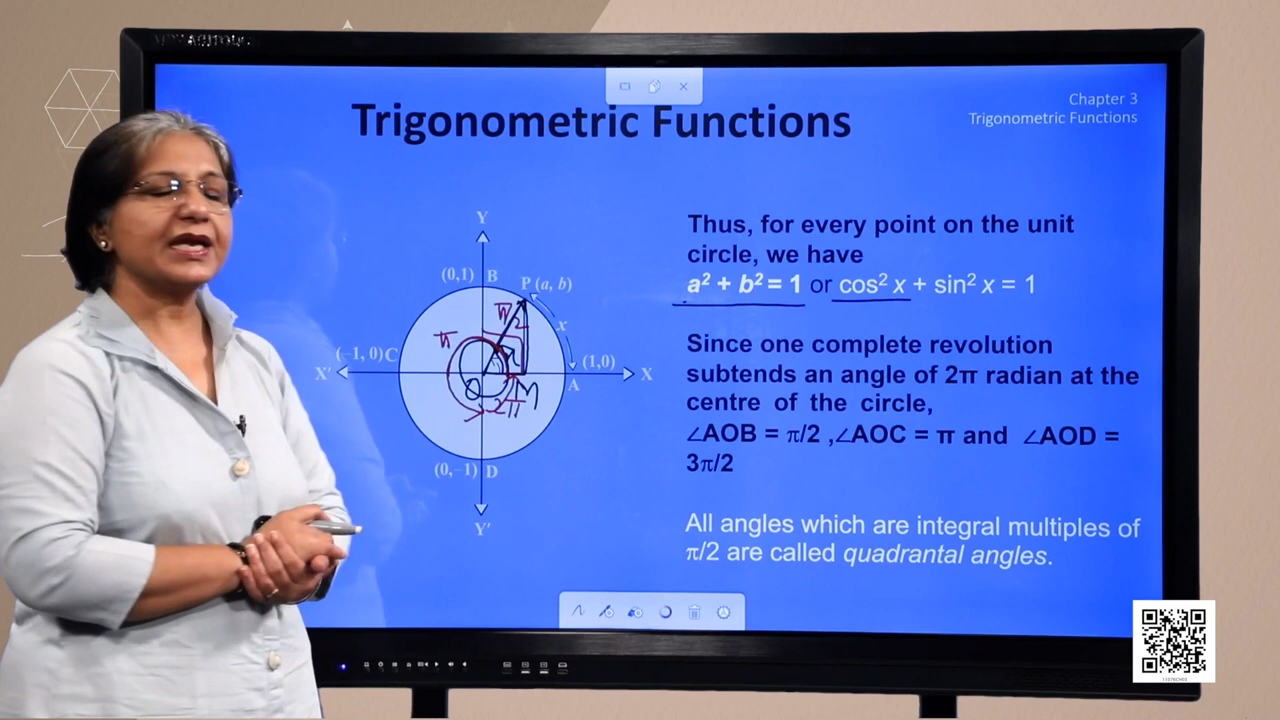 Trigonometric Functions
Chapter 3
Trigonometric Functions
Thus, for every point on the unit
circle, we have
a² + b² = 1 or cos² x + sin² x = 1
Since one complete revolution
subtends an angle of 2π radian at the
centre of the circle,
∠AOB = π/2 ,∠AOC = π and ∠AOD =
3π/2
All angles which are integral multiples of
π/2 are called quadrantal angles.
Y
(0,1) B
P (a, b)
π
2
π
x
(−1, 0)C
(1,0)
X′
X
A
O
M
2π
(0,−1) D
Y′
11076CH03